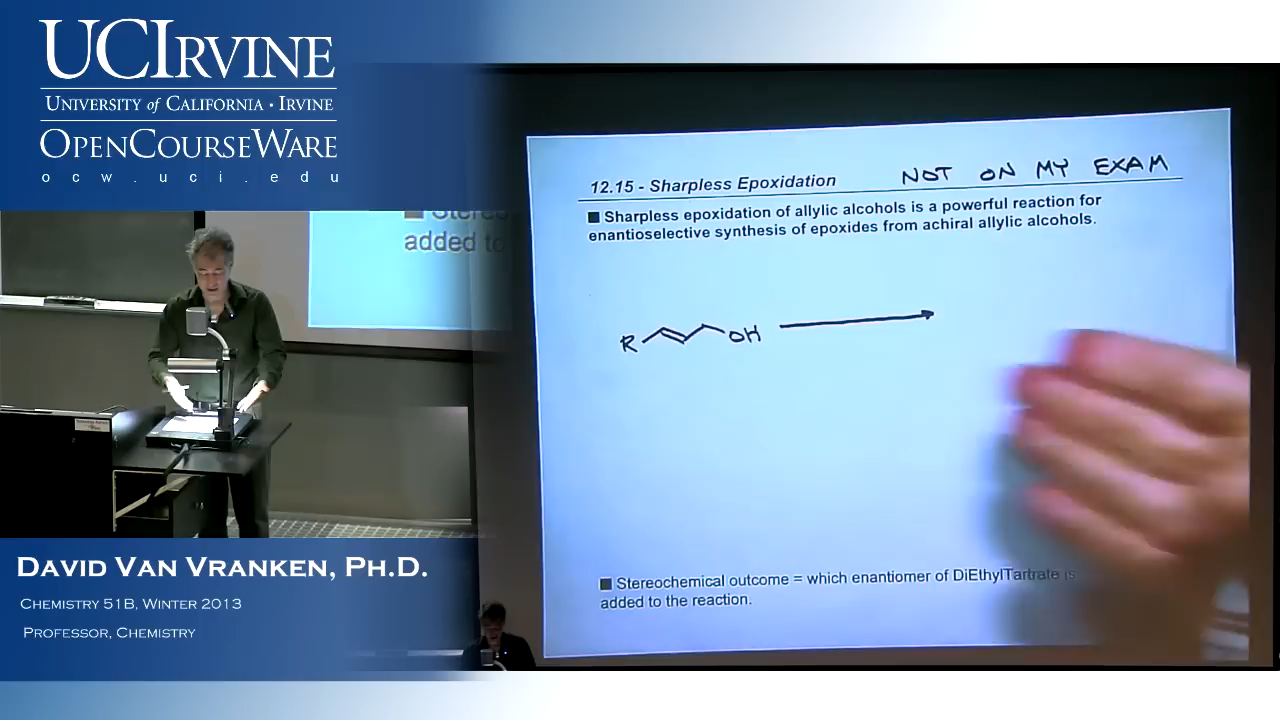 UCIRVINE
UNIVERSITY of CALIFORNIA · IRVINE
OPENCOURSEWARE
ocw.uci.edu
added to
DAVID VAN VRANKEN, PH.D.
CHEMISTRY 51B, WINTER 2013
PROFESSOR, CHEMISTRY
12.15 - Sharpless Epoxidation NOT ON MY EXAM
■ Sharpless epoxidation of allylic alcohols is a powerful reaction for
enantioselective synthesis of epoxides from achiral allylic alcohols.
R OH
■ Stereochemical outcome = which enantiomer of DiEthylTartrate is
added to the reaction.